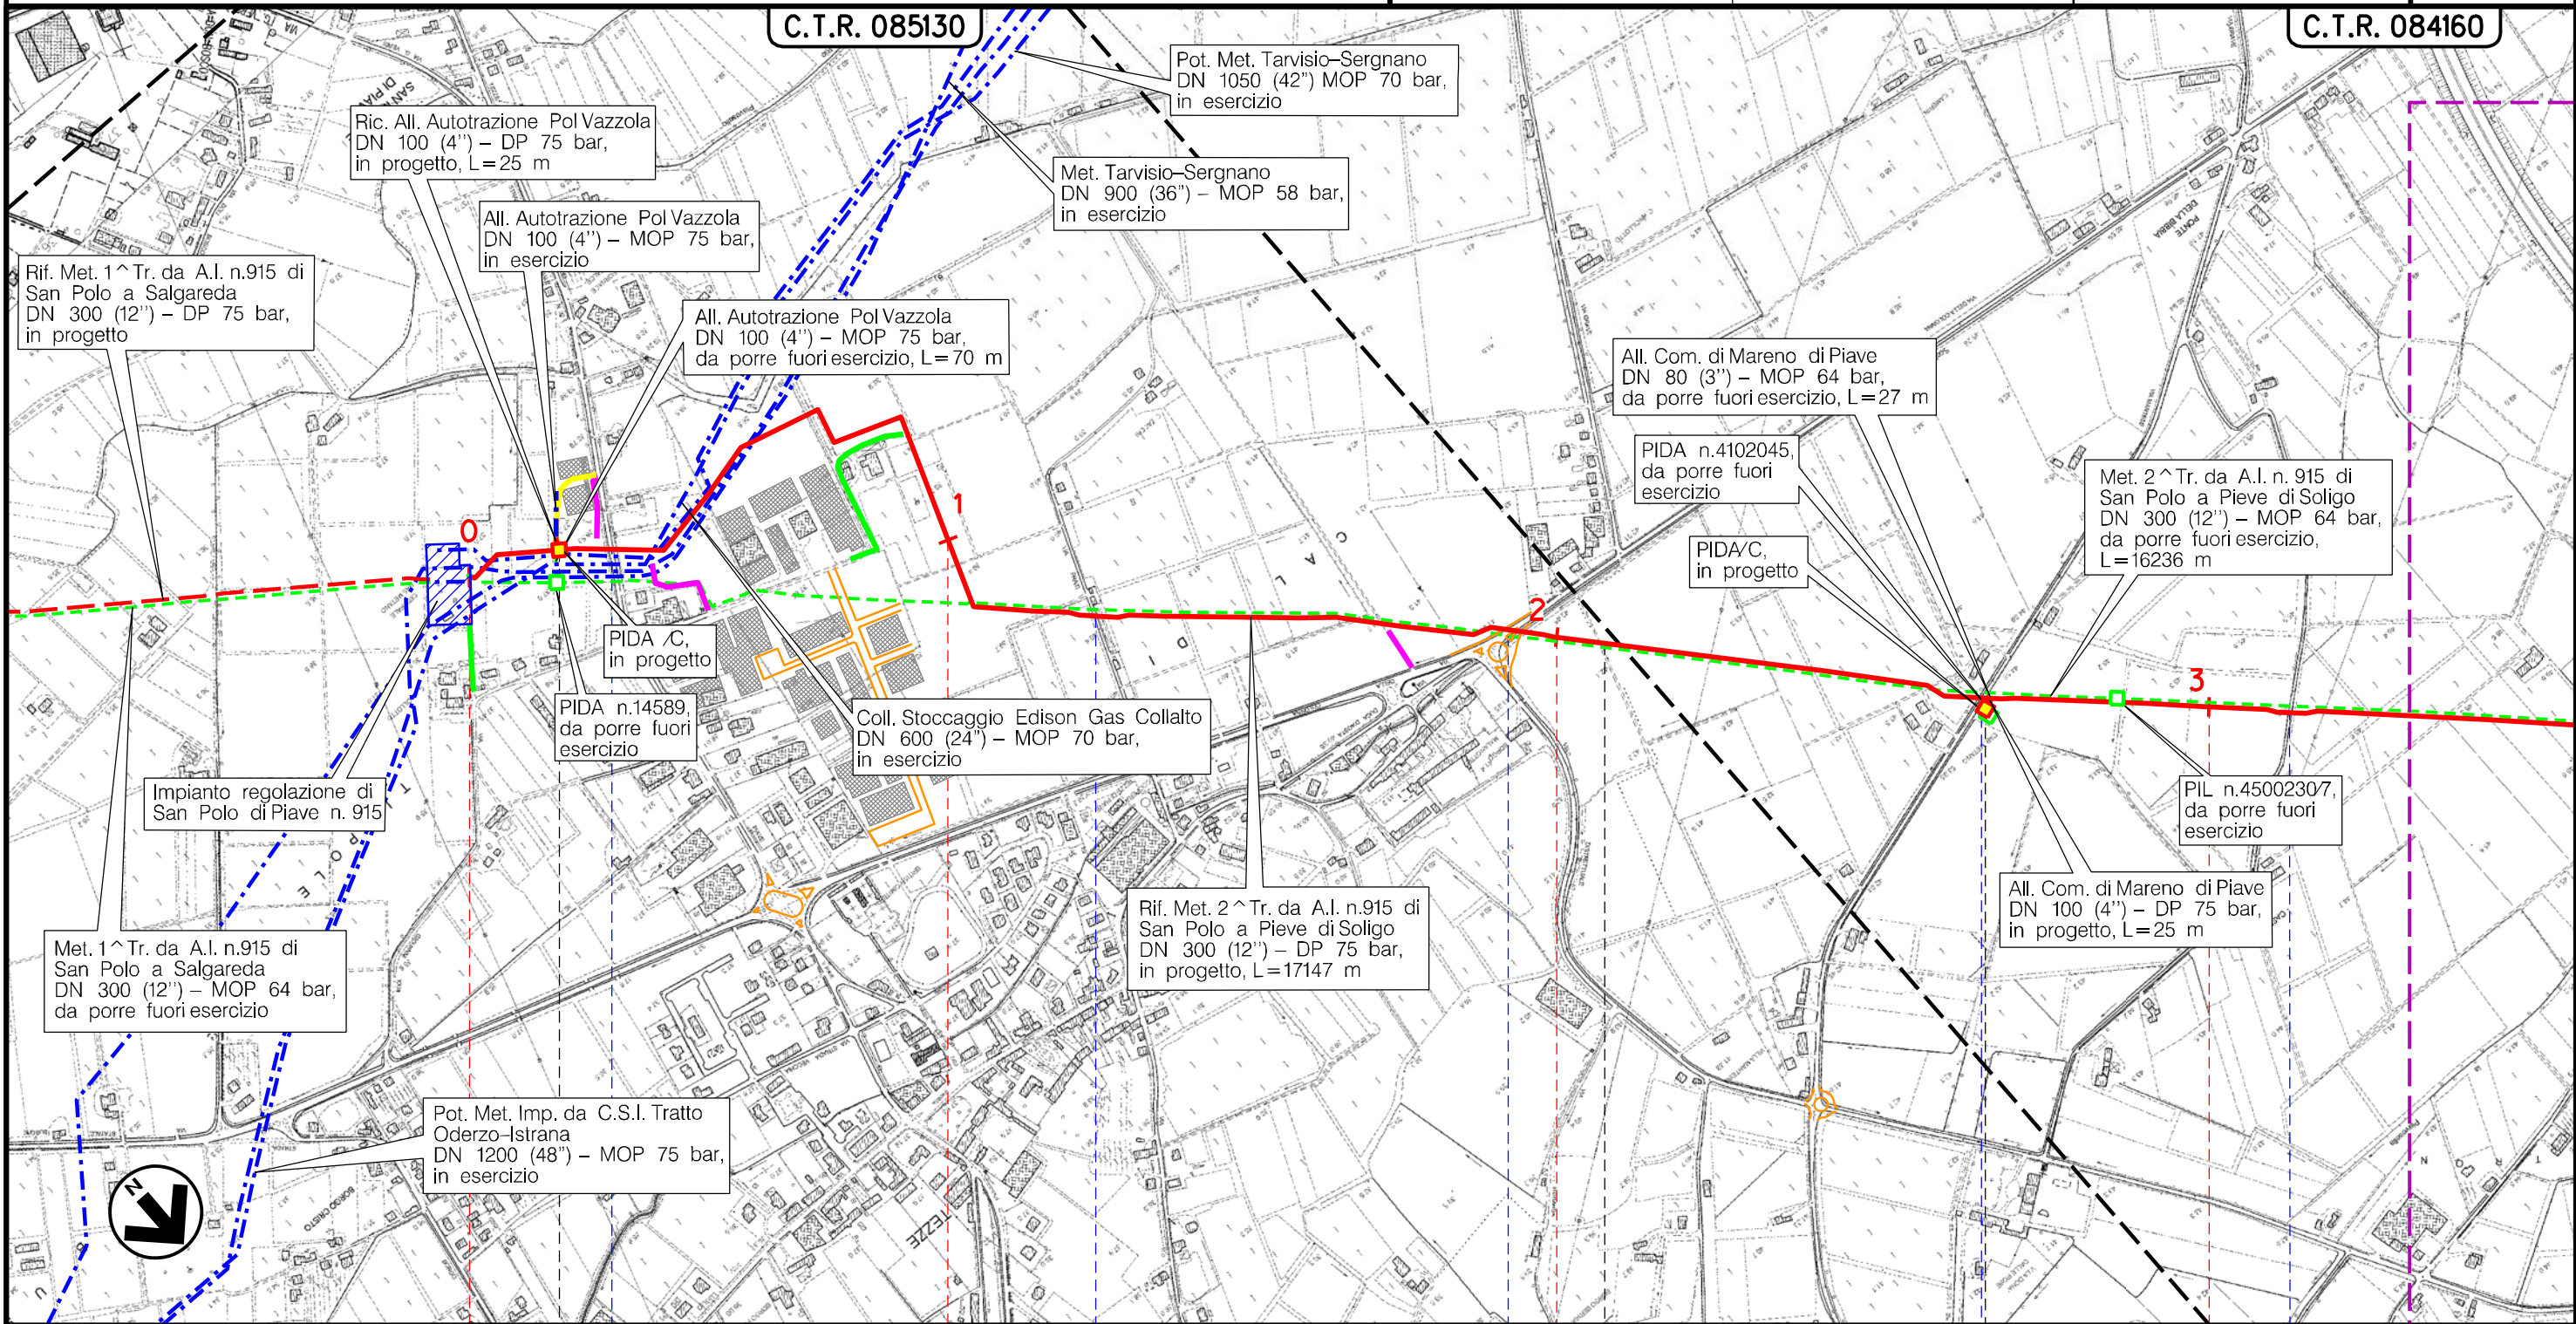 C.T.R. 085130
C.T.R. 084160
Pot. Met. Tarvisio–Sergnano
DN 1050 (42") MOP 70 bar,
in esercizio
Ric. All. Autotrazione Pol Vazzola
DN 100 (4'') – DP 75 bar,
in progetto, L=25 m
Met. Tarvisio–Sergnano
DN 900 (36") – MOP 58 bar,
in esercizio
All. Autotrazione Pol Vazzola
DN 100 (4'') – MOP 75 bar,
in esercizio
Rif. Met. 1^Tr. da A.I. n.915 di
San Polo a Salgareda
DN 300 (12'') – DP 75 bar,
in progetto
All. Autotrazione Pol Vazzola
DN 100 (4'') – MOP 75 bar,
da porre fuori esercizio, L=70 m
All. Com. di Mareno di Piave
DN 80 (3'') – MOP 64 bar,
da porre fuori esercizio, L=27 m
PIDA n.4102045,
da porre fuori
esercizio
Met. 2^Tr. da A.I. n. 915 di
San Polo a Pieve di Soligo
DN 300 (12'') – MOP 64 bar,
da porre fuori esercizio,
L=16236 m
PIDA/C,
in progetto
0
1
2
3
PIDA /C,
in progetto
PIDA n.14589,
da porre fuori
esercizio
Coll. Stoccaggio Edison Gas Collalto
DN 600 (24") – MOP 70 bar,
in esercizio
Impianto regolazione di
San Polo di Piave n. 915
PIL n.4500230/7,
da porre fuori
esercizio
Rif. Met. 2^Tr. da A.I. n.915 di
San Polo a Pieve di Soligo
DN 300 (12'') – DP 75 bar,
in progetto, L=17147 m
All. Com. di Mareno di Piave
DN 100 (4'') – DP 75 bar,
in progetto, L=25 m
Met. 1^Tr. da A.I. n.915 di
San Polo a Salgareda
DN 300 (12'') – MOP 64 bar,
da porre fuori esercizio
Pot. Met. Imp. da C.S.I. Tratto
Oderzo–Istrana
DN 1200 (48") – MOP 75 bar,
in esercizio
N
TEZZE
BORGO CRISTO
PONTE
DELLA BIBBIA